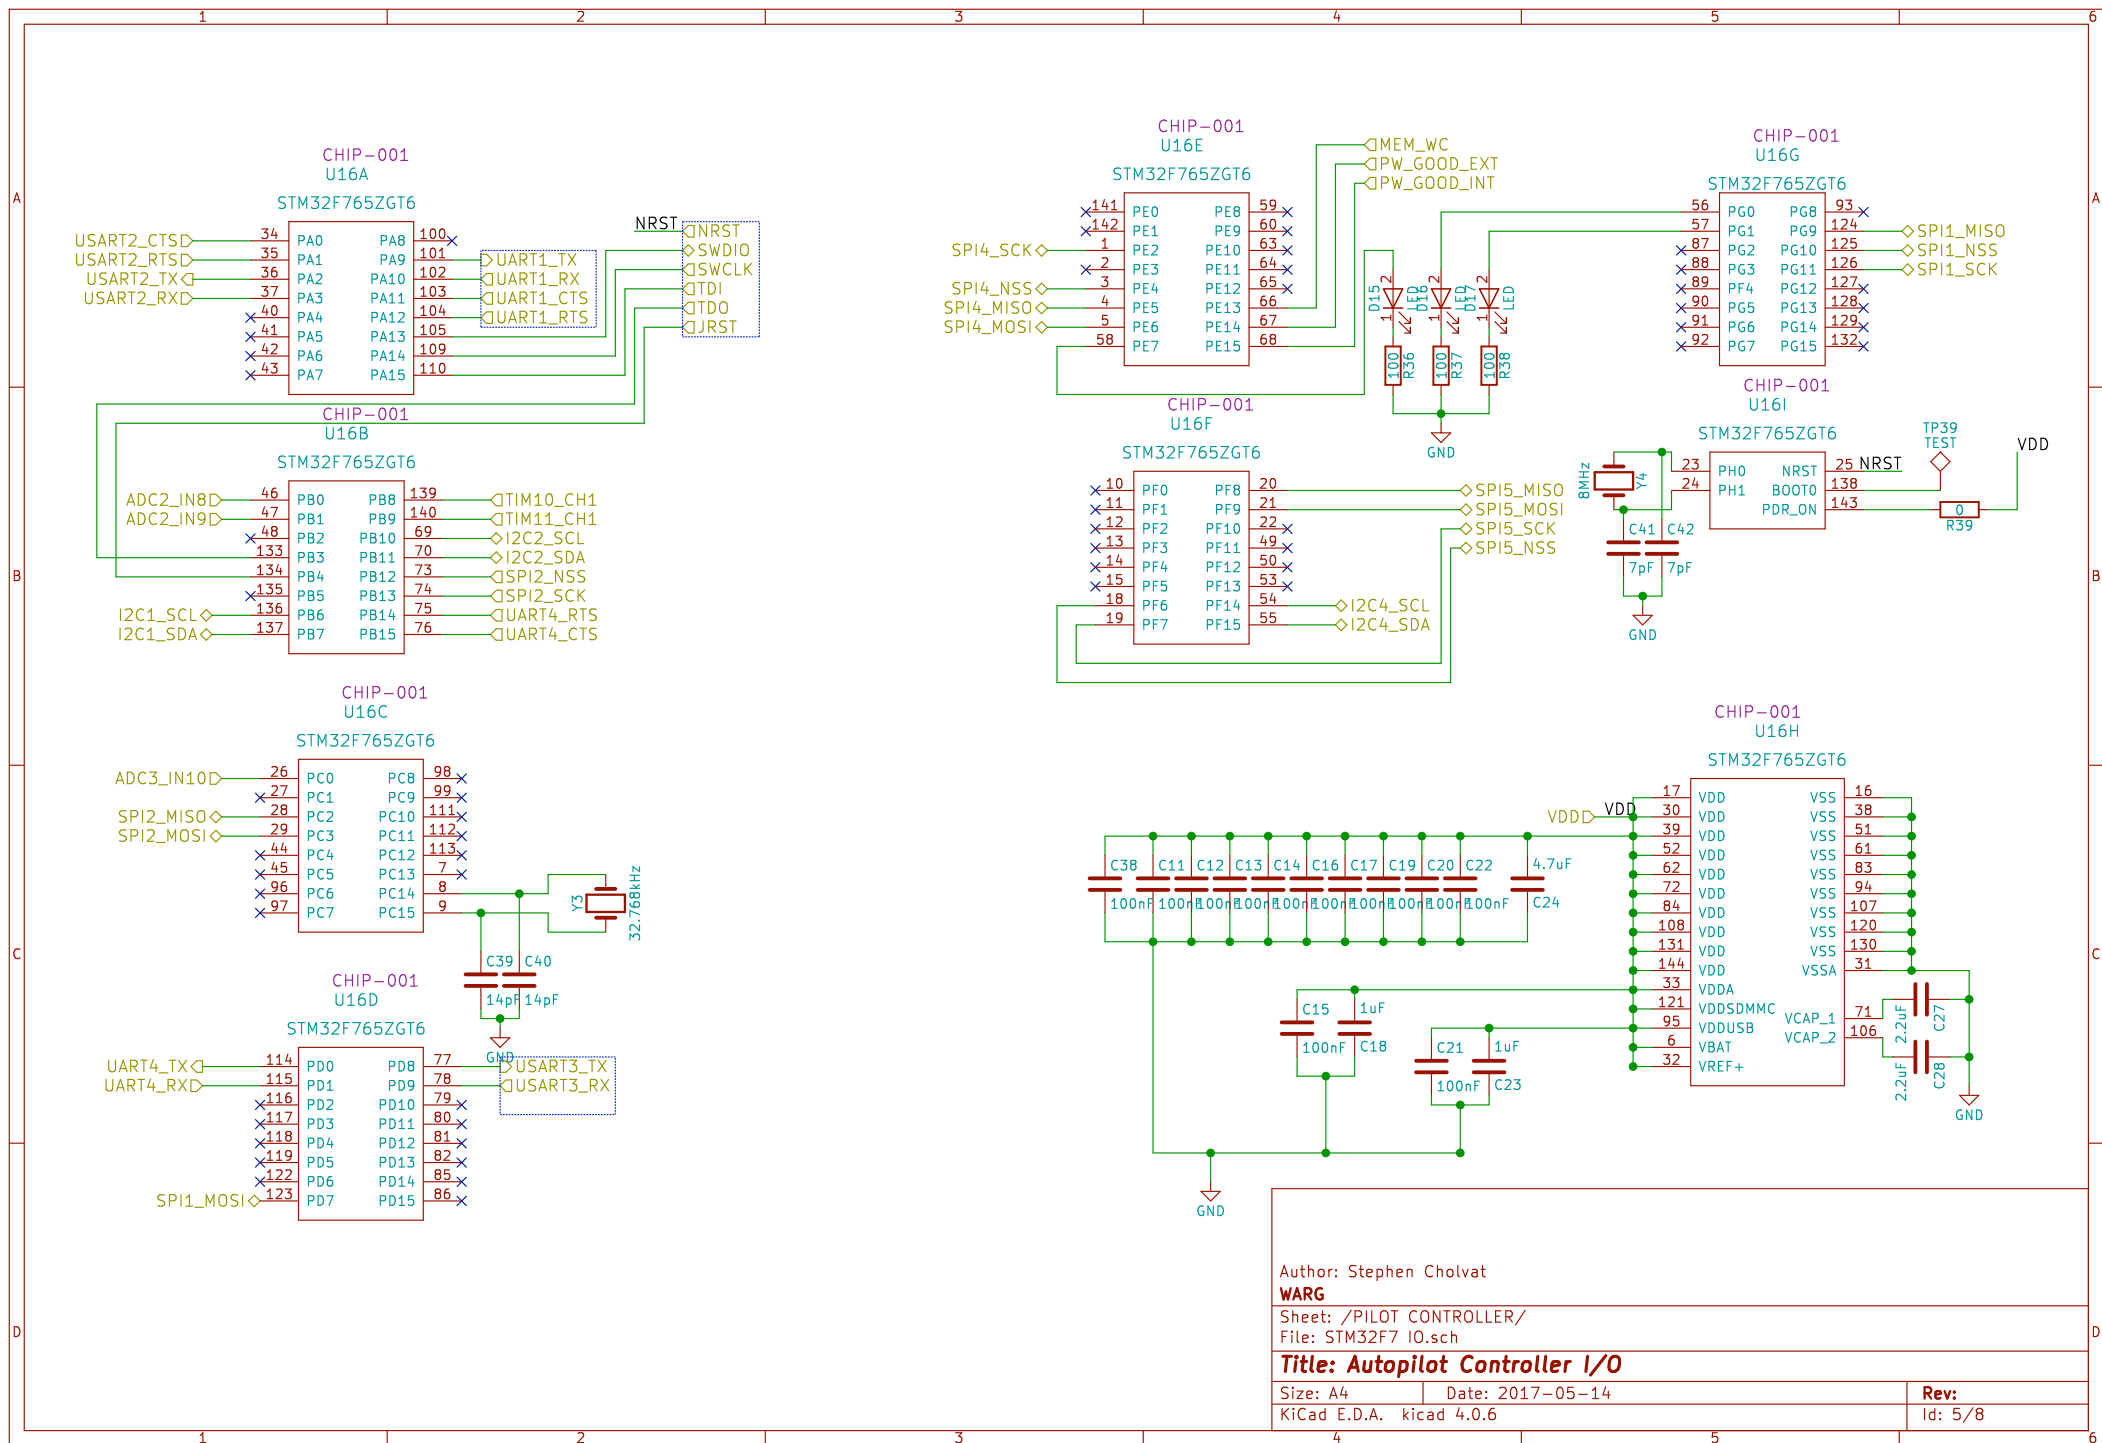 1 2 3 4 5 6
A
B
C
D
CHIP-001
U16A
STM32F765ZGT6
USART2_CTS 34 PA0 PA8 100
USART2_RTS 35 PA1 PA9 101 UART1_TX
USART2_TX 36 PA2 PA10 102 UART1_RX
USART2_RX 37 PA3 PA11 103 UART1_CTS
40 PA4 PA12 104 UART1_RTS
41 PA5 PA13 105
42 PA6 PA14 109
43 PA7 PA15 110
NRST NRST
SWDIO
SWCLK
TDI
TDO
JRST
CHIP-001
U16B
STM32F765ZGT6
ADC2_IN8 46 PB0 PB8 139 TIM10_CH1
ADC2_IN9 47 PB1 PB9 140 TIM11_CH1
48 PB2 PB10 69 I2C2_SCL
133 PB3 PB11 70 I2C2_SDA
134 PB4 PB12 73 SPI2_NSS
135 PB5 PB13 74 SPI2_SCK
I2C1_SCL 136 PB6 PB14 75 UART4_RTS
I2C1_SDA 137 PB7 PB15 76 UART4_CTS
CHIP-001
U16C
STM32F765ZGT6
ADC3_IN10 26 PC0 PC8 98
27 PC1 PC9 99
SPI2_MISO 28 PC2 PC10 111
SPI2_MOSI 29 PC3 PC11 112
44 PC4 PC12 113
45 PC5 PC13 7
96 PC6 PC14 8
97 PC7 PC15 9
Y3
32.768kHz
C39 C40
14pF 14pF
GND
CHIP-001
U16D
STM32F765ZGT6
UART4_TX 114 PD0 PD8 77 USART3_TX
UART4_RX 115 PD1 PD9 78 USART3_RX
116 PD2 PD10 79
117 PD3 PD11 80
118 PD4 PD12 81
119 PD5 PD13 82
122 PD6 PD14 85
SPI1_MOSI 123 PD7 PD15 86
CHIP-001
U16E
STM32F765ZGT6
141 PE0 PE8 59
142 PE1 PE9 60
SPI4_SCK 1 PE2 PE10 63
2 PE3 PE11 64
SPI4_NSS 3 PE4 PE12 65
SPI4_MISO 4 PE5 PE13 66
SPI4_MOSI 5 PE6 PE14 67
58 PE7 PE15 68
MEM_WC
PW_GOOD_EXT
PW_GOOD_INT
2 2 2
D15 LED D16 LED D17 LED
1 1 1
100 R36 100 R37 100 R38
GND
CHIP-001
U16F
STM32F765ZGT6
10 PF0 PF8 20 SPI5_MISO
11 PF1 PF9 21 SPI5_MOSI
12 PF2 PF10 22 SPI5_SCK
13 PF3 PF11 49 SPI5_NSS
14 PF4 PF12 50
15 PF5 PF13 53
18 PF6 PF14 54 I2C4_SCL
19 PF7 PF15 55 I2C4_SDA
CHIP-001
U16G
STM32F765ZGT6
56 PG0 PG8 93
57 PG1 PG9 124 SPI1_MISO
87 PG2 PG10 125 SPI1_NSS
88 PG3 PG11 126 SPI1_SCK
89 PF4 PG12 127
90 PG5 PG13 128
91 PG6 PG14 129
92 PG7 PG15 132
CHIP-001
U16I
STM32F765ZGT6
23 PH0 NRST 25 NRST
24 PH1 BOOT0 138
PDR_ON 143
TP39
TEST
VDD
0
R39
8MHz
Y4
C41 C42
7pF 7pF
GND
CHIP-001
U16H
STM32F765ZGT6
VDD VDD
17 VDD VSS 16
30 VDD VSS 38
39 VDD VSS 51
52 VDD VSS 61
62 VDD VSS 83
72 VDD VSS 94
84 VDD VSS 107
108 VDD VSS 120
131 VDD VSS 130
144 VDD VSSA 31
33 VDDA
121 VDDSDMMC VCAP_1 71
95 VDDUSB VCAP_2 106
6 VBAT
32 VREF+
2.2uF C27
2.2uF C28
GND
C38 C11 C12 C13 C14 C16 C17 C19 C20 C22 4.7uF
100nF 100nF 100nF 100nF 100nF 100nF 100nF 100nF 100nF 100nF C24
C15 1uF
100nF C18
C21 1uF
100nF C23
GND
Author: Stephen Cholvat
WARG
Sheet: /PILOT CONTROLLER/
File: STM32F7 IO.sch
Title: Autopilot Controller I/O
Size: A4 Date: 2017-05-14 Rev:
KiCad E.D.A. kicad 4.0.6 Id: 5/8
A
B
C
D
1 2 3 4 5 6